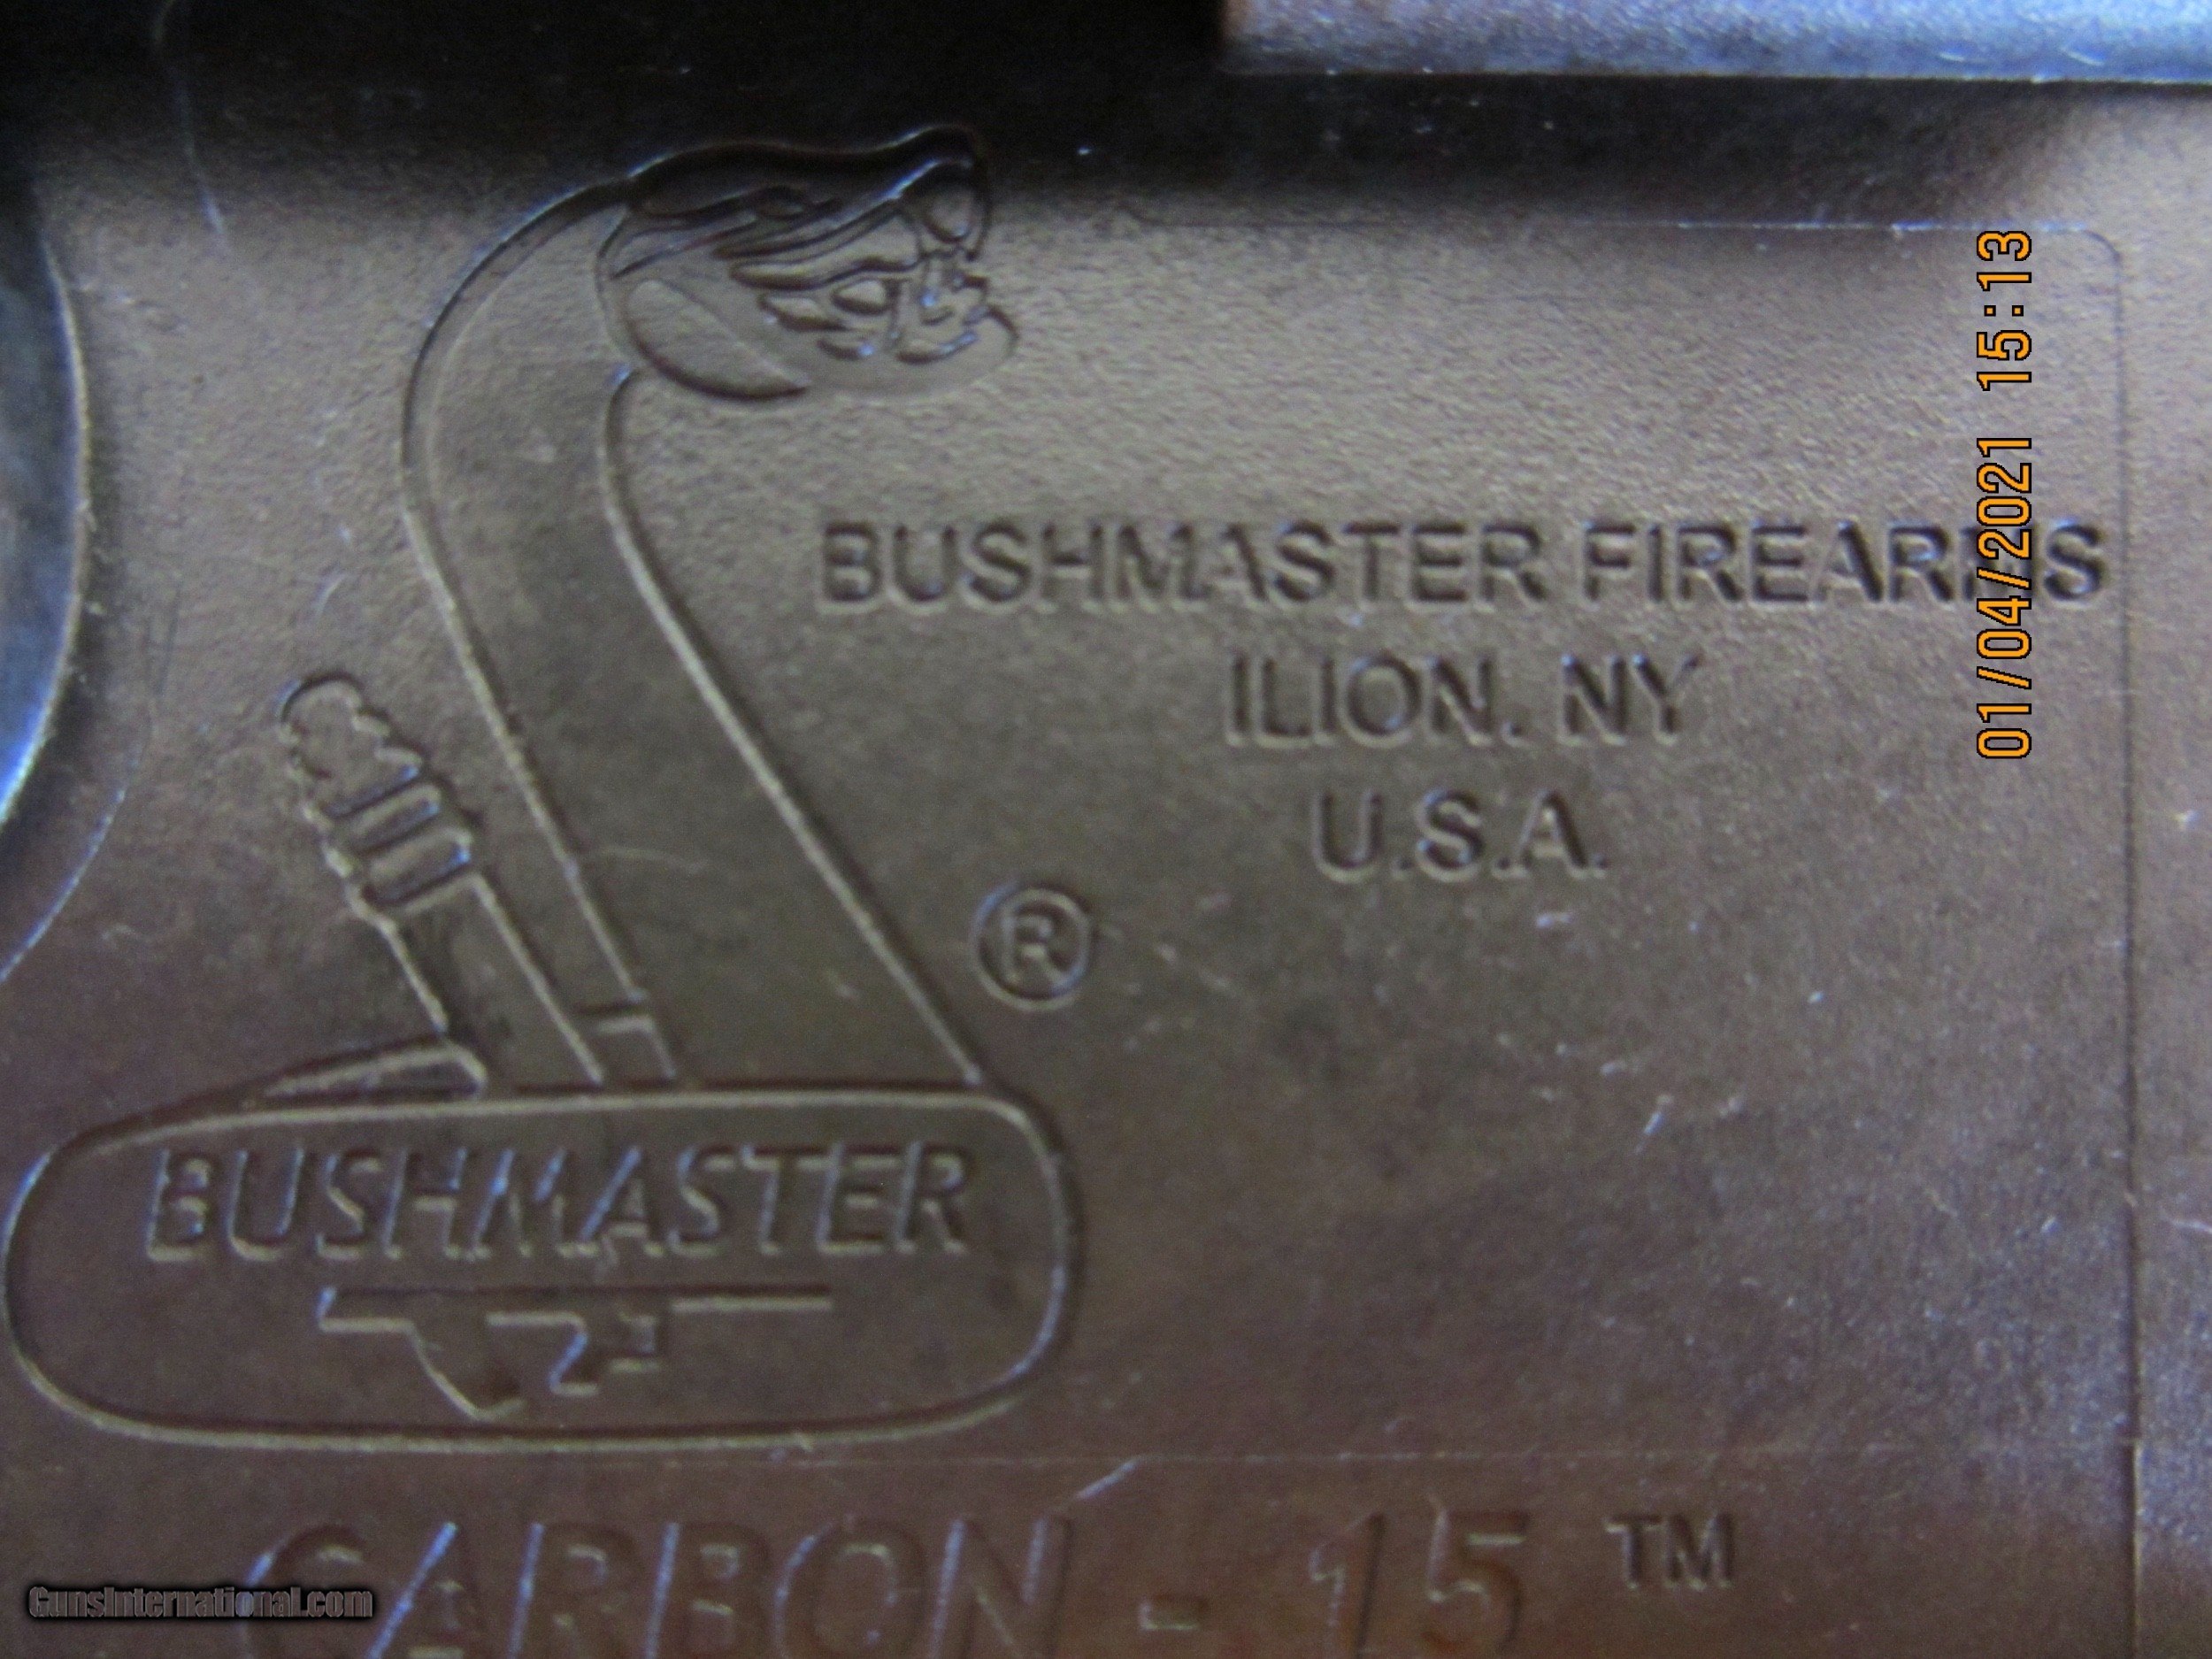 BUSHMASTER FIREARMS
ILION, NY
U.S.A.
®
BUSHMASTER
CARBON - 15 ™
01/04/2021 15:13
GunsInternational.com